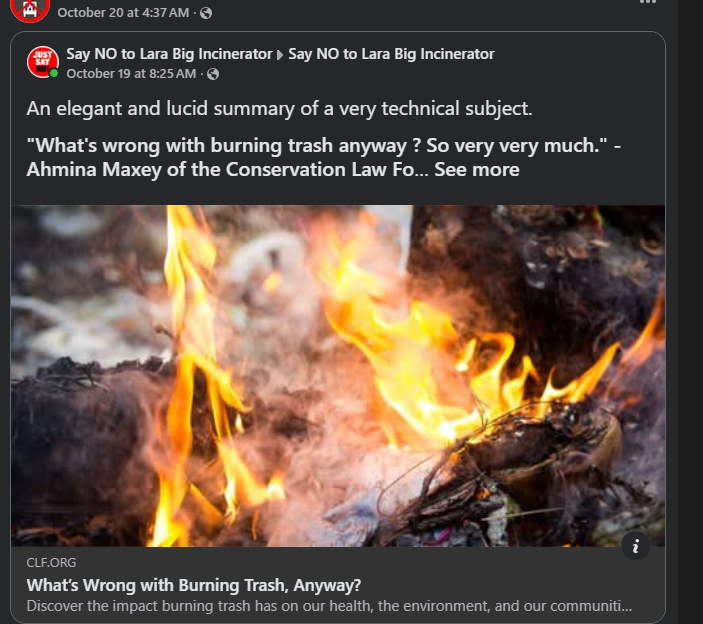 October 20 at 4:37 AM ·
JUST
SAY
NO!
Say NO to Lara Big Incinerator Say NO to Lara Big Incinerator
October 19 at 8:25 AM ·
An elegant and lucid summary of a very technical subject.
"What's wrong with burning trash anyway ? So very very much." -
Ahmina Maxey of the Conservation Law Fo... See more
i
CLF.ORG
What's Wrong with Burning Trash, Anyway?
Discover the impact burning trash has on our health, the environment, and our communiti...